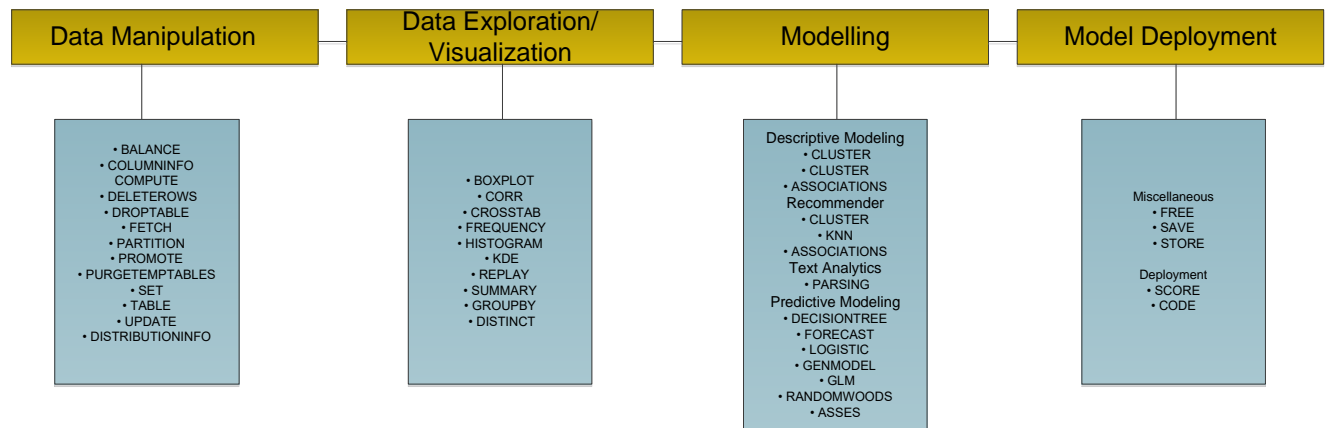 Data Manipulation
• BALANCE
• COLUMNINFO
COMPUTE
• DELETEROWS
• DROPTABLE
• FETCH
• PARTITION
• PROMOTE
• PURGETEMPTABLES
• SET
• TABLE
• UPDATE
• DISTRIBUTIONINFO
Data Exploration/
Visualization
• BOXPLOT
• CORR
• CROSSTAB
• FREQUENCY
• HISTOGRAM
• KDE
• REPLAY
• SUMMARY
• GROUPBY
• DISTINCT
Modelling
Descriptive Modeling
• CLUSTER
• CLUSTER
• ASSOCIATIONS
Recommender
• CLUSTER
• KNN
• ASSOCIATIONS
Text Analytics
• PARSING
Predictive Modeling
• DECISIONTREE
• FORECAST
• LOGISTIC
• GENMODEL
• GLM
• RANDOMWOODS
• ASSES
Model Deployment
Miscellaneous
• FREE
• SAVE
• STORE
Deployment
• SCORE
• CODE